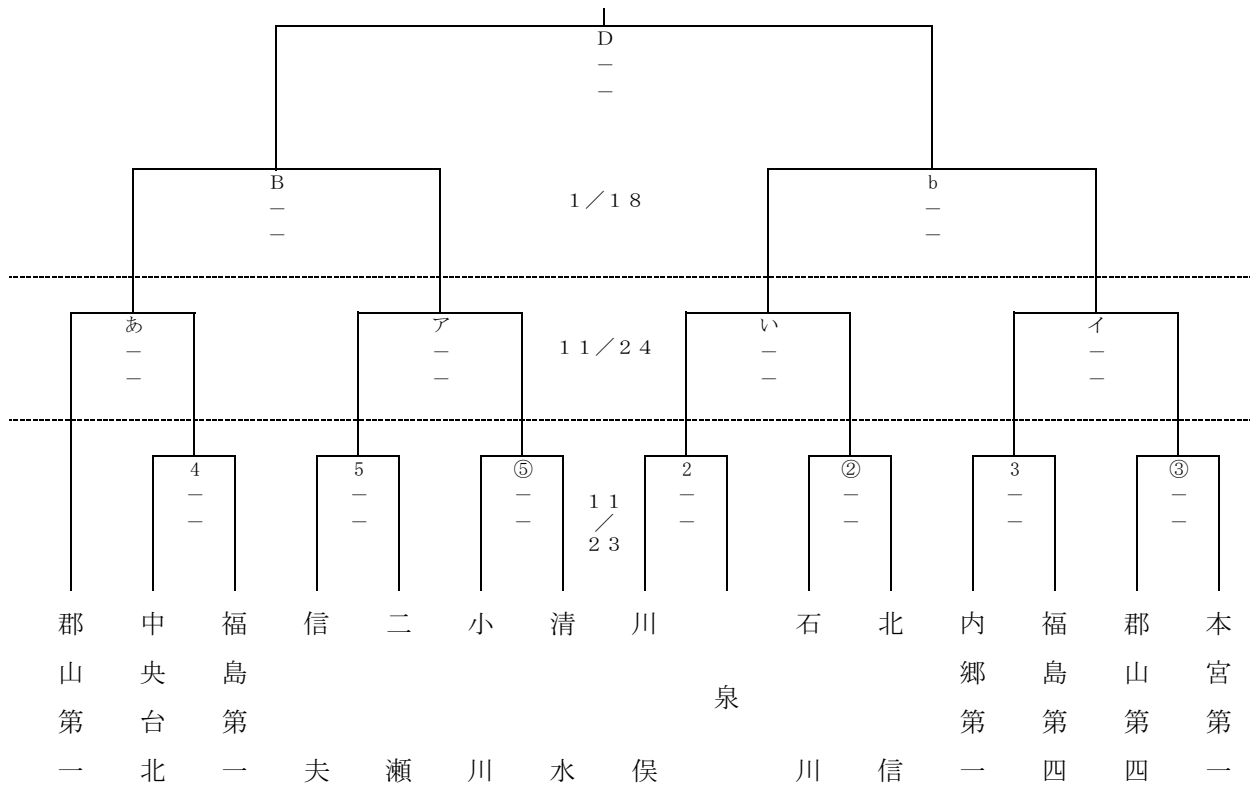 D
－
－
B
－
－
1／18
b
－
－
あ
－
－
ア
－
－
11／24
い
－
－
イ
－
－
4
－
－
5
－
－
⑤
－
－
11
／
23
2
－
－
②
－
－
3
－
－
③
－
－
郡山第一
中央台北
福島第一
信夫
二瀬
小川
清水
川俣
泉
石川
北信
内郷第一
福島第四
郡山第四
本宮第一